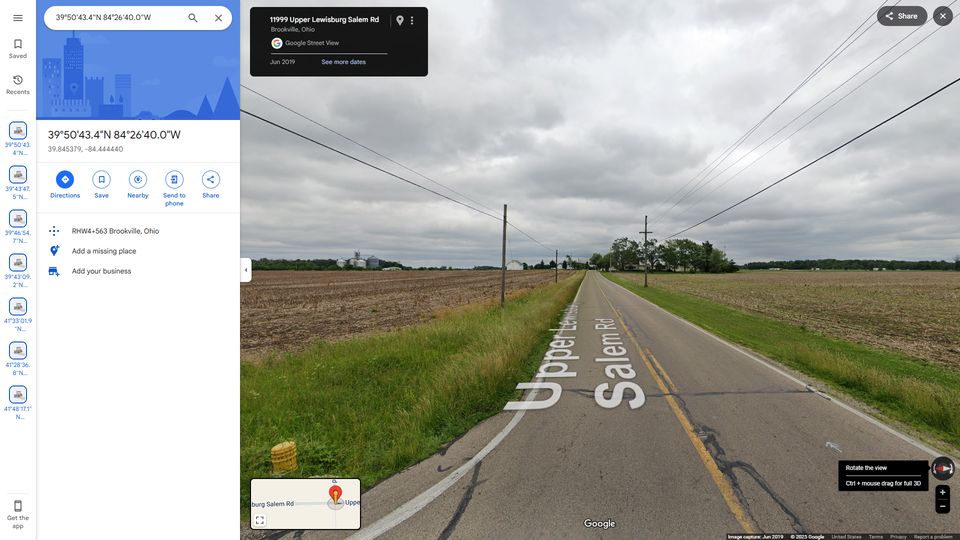 39°50'43.4"N 84°26'40.0"W
Saved
Recents
39°50'43.
4"N...
39°43'47.
5"N...
39°46'54.
7"N...
39°43'09.
2"N...
41°33'01.9
"N...
41°28'36.
8"N...
41°48'17.1"
N...
Get the
app
39°50'43.4"N 84°26'40.0"W
39.845379, -84.444440
Directions
Save
Nearby
Send to
phone
Share
RHW4+563 Brookville, Ohio
Add a missing place
Add your business
11999 Upper Lewisburg Salem Rd
Brookville, Ohio
Google Street View
Jun 2019
See more dates
Share
Upper Lewisburg
Salem Rd
burg Salem Rd
Uppe
Rotate the view
Ctrl + mouse drag for full 3D
Google
Image capture: Jun 2019 © 2025 Google United States Terms Privacy Report a problem